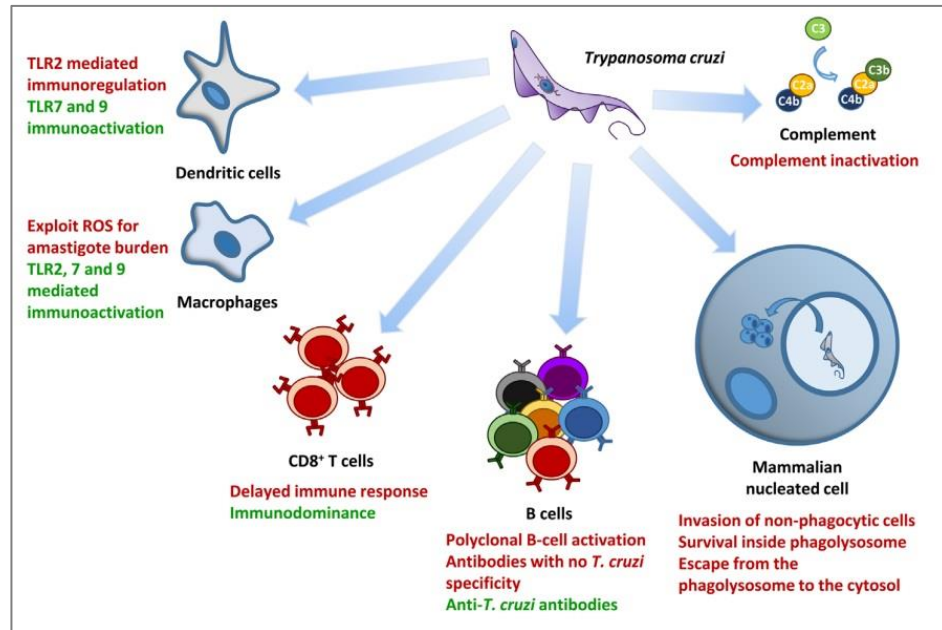 TLR2 mediated
immunoregulation
TLR7 and 9
immunoactivation
Dendritic cells
Trypanosoma cruzi
C3
C3b
C2a
C2a
C4b
C4b
Complement
Complement inactivation
Exploit ROS for
amastigote burden
TLR2, 7 and 9
mediated
immunoactivation
Macrophages
CD8⁺ T cells
Delayed immune response
Immunodominance
B cells
Polyclonal B-cell activation
Antibodies with no T. cruzi
specificity
Anti-T. cruzi antibodies
Mammalian
nucleated cell
Invasion of non-phagocytic cells
Survival inside phagolysosome
Escape from the
phagolysosome to the cytosol